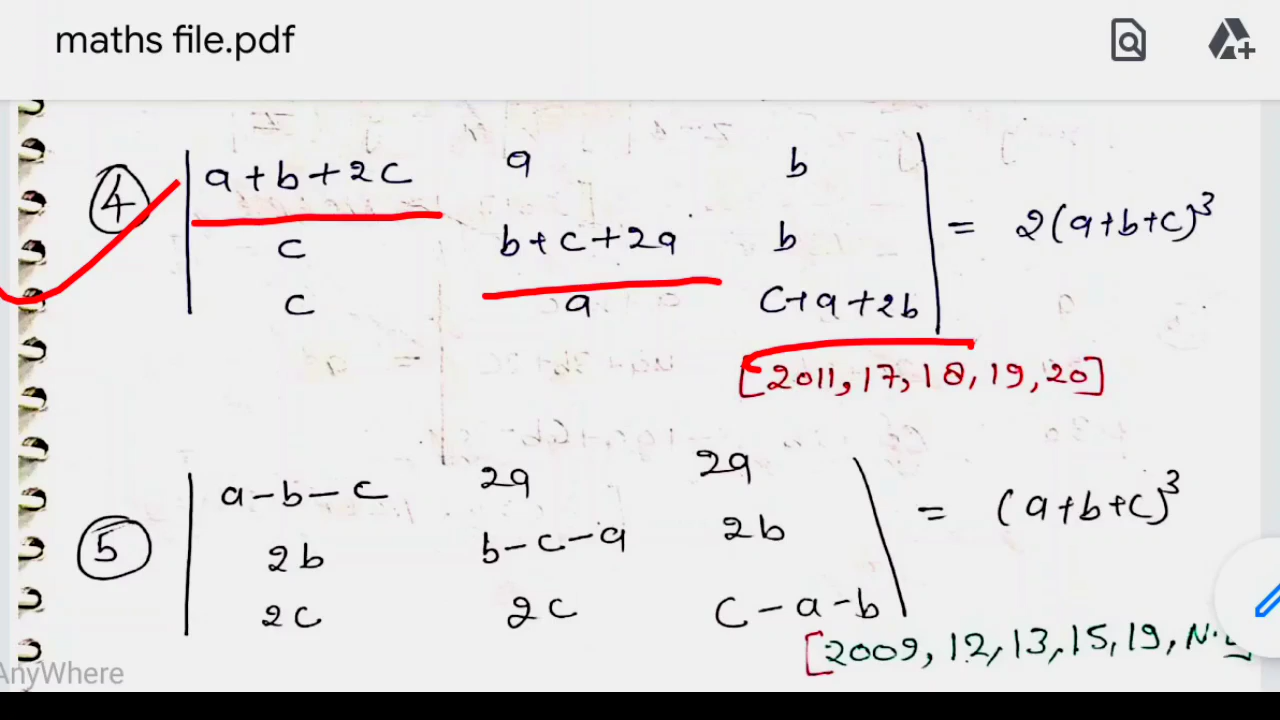 maths file.pdf
④ | a+b+2c a b |
| c b+c+2a b | = 2(a+b+c)³
| c a c+a+2b |
[2011, 17, 18, 19, 20]
⑤ | a-b-c 2a 2a |
| 2b b-c-a 2b | = (a+b+c)³
| 2c 2c c-a-b |
[2009, 12, 13, 15, 19,
AnyWhere